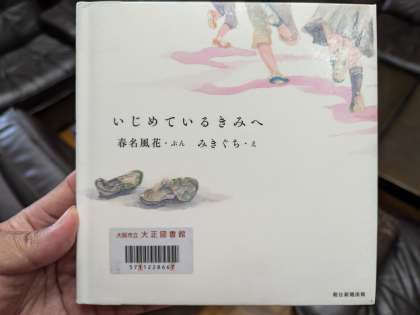 いじめているきみへ
春名風花・ぶん みきぐち・え
大阪市立 大正図書館
朝日新聞出版